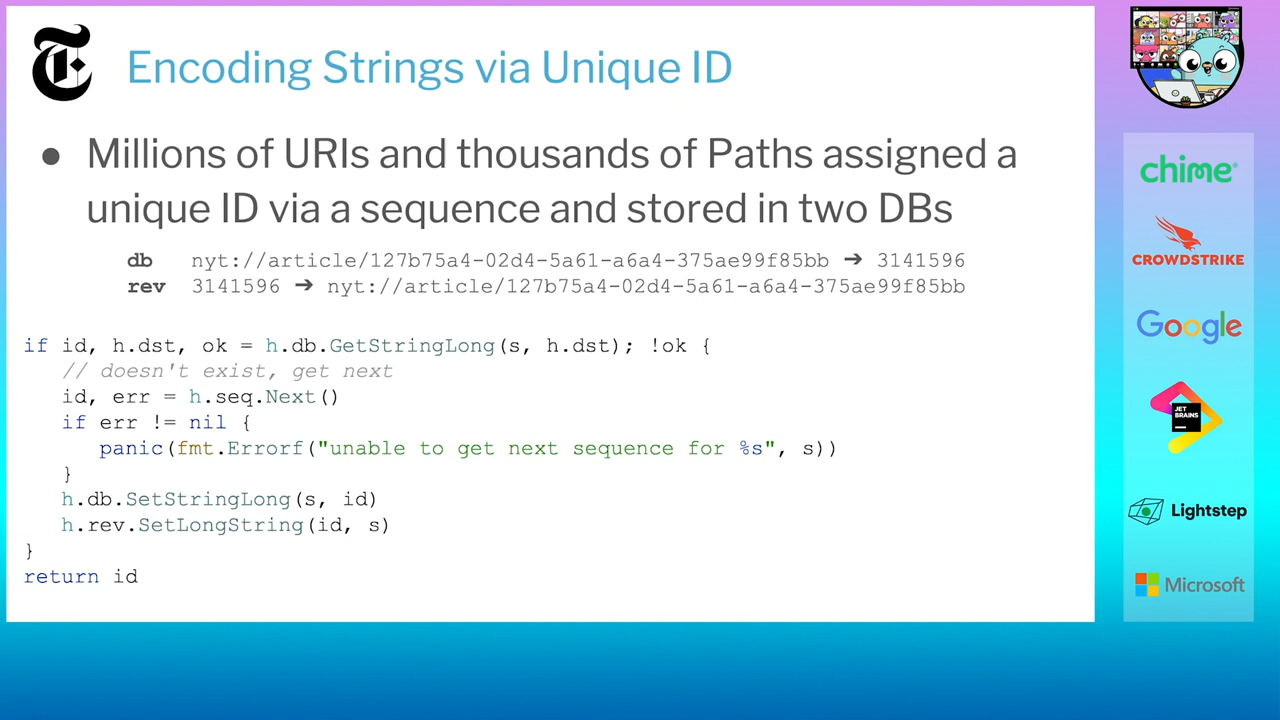 Encoding Strings via Unique ID
● Millions of URIs and thousands of Paths assigned a
unique ID via a sequence and stored in two DBs
db nyt://article/127b75a4-02d4-5a61-a6a4-375ae99f85bb ➔ 3141596
rev 3141596 ➔ nyt://article/127b75a4-02d4-5a61-a6a4-375ae99f85bb
if id, h.dst, ok = h.db.GetStringLong(s, h.dst); !ok {
   // doesn't exist, get next
   id, err = h.seq.Next()
   if err != nil {
      panic(fmt.Errorf("unable to get next sequence for %s", s))
   }
   h.db.SetStringLong(s, id)
   h.rev.SetLongString(id, s)
}
return id
chime®
CROWDSTRIKE
Google
JET
BRAINS
Lightstep
Microsoft